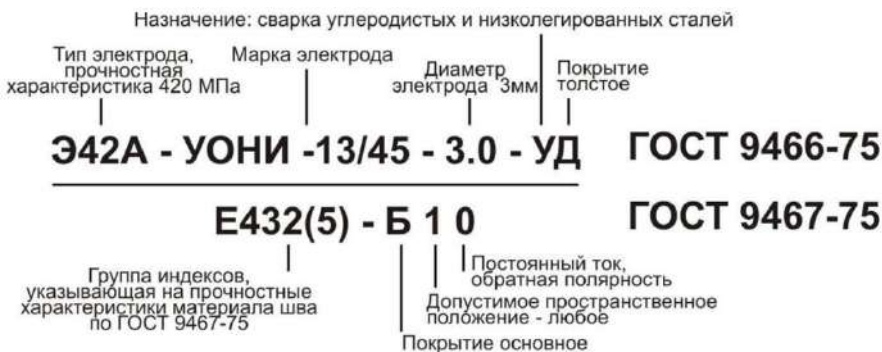 Назначение: сварка углеродистых и низколегированных сталей
Тип электрода,
прочностная
характеристика 420 МПа
Марка электрода
Диаметр
электрода 3мм
Покрытие
толстое
Э42А - УОНИ -13/45 - 3.0 - УД
ГОСТ 9466-75
Е432(5) - Б 1 0
ГОСТ 9467-75
Группа индексов,
указывающая на прочностные
характеристики материала шва
по ГОСТ 9467-75
Постоянный ток,
обратная полярность
Допустимое пространственное
положение - любое
Покрытие основное